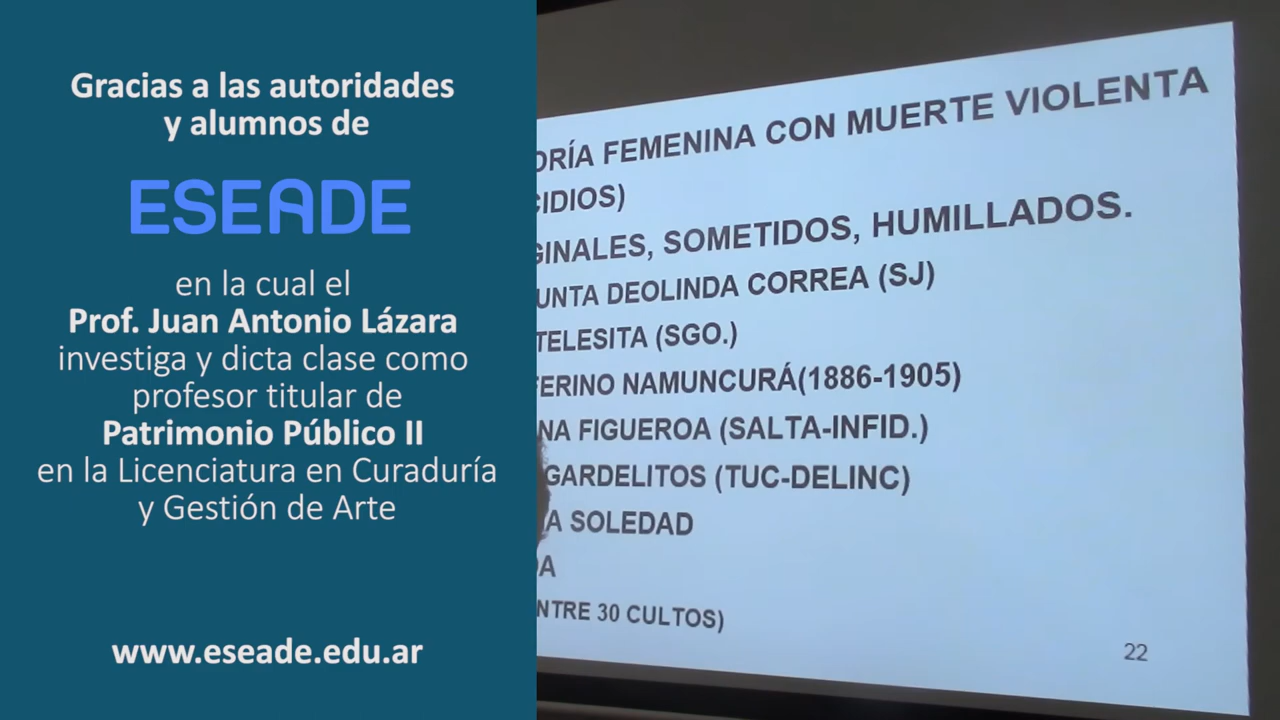 Gracias a las autoridades
y alumnos de
ESEADE
en la cual el
Prof. Juan Antonio Lázara
investiga y dicta clase como
profesor titular de
Patrimonio Público II
en la Licenciatura en Curaduría
y Gestión de Arte
www.eseade.edu.ar
ORÍA FEMENINA CON MUERTE VIOLENTA
CIDIOS)
GINALES, SOMETIDOS, HUMILLADOS.
UNTA DEOLINDA CORREA (SJ)
TELESITA (SGO.)
FERINO NAMUNCURÁ(1886-1905)
NA FIGUEROA (SALTA-INFID.)
GARDELITOS (TUC-DELINC)
A SOLEDAD
A
NTRE 30 CULTOS)
22